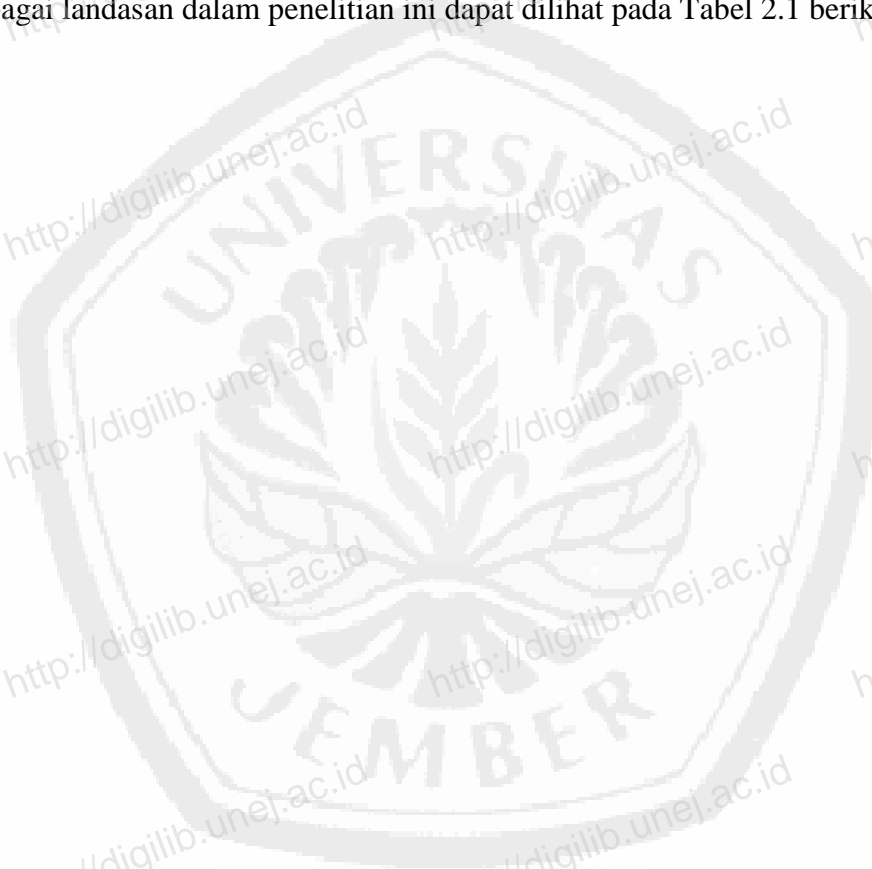 agai landasan dalam penelitian ini dapat dilihat pada Tabel 2.1 berik
http://digilib.unej.ac.id
http://digilib.unej.ac.id
UNIVERSITAS
http://digilib.unej.ac.id
http://digilib.unej.ac.id
http://digilib.unej.ac.id
http://digilib.unej.ac.id
JEMBER
//digilib.unej.ac.id
//digilib.unej.ac.id